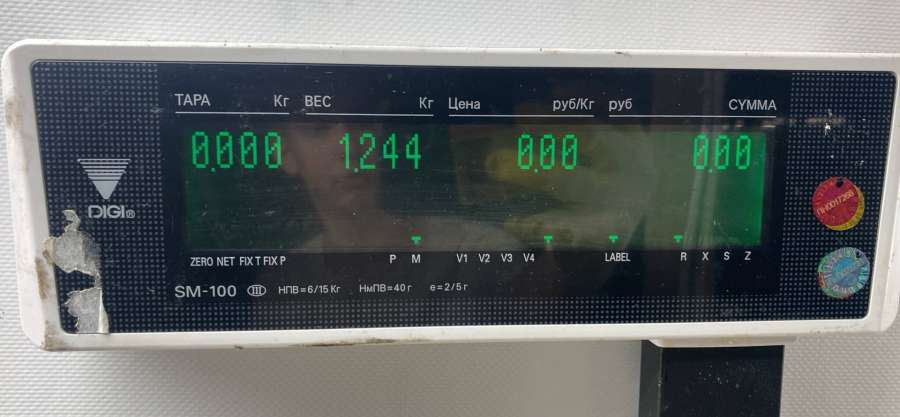 ТАРА Кг ВЕС Кг Цена руб/Кг руб СУММА
0.000 1.244 0.00 0.00
DIGI®
ZERO NET FIX T FIX P P M V1 V2 V3 V4 LABEL R X S Z
SM-100 III НПВ=6/15 Кг НмПВ=40 г e=2/5 г